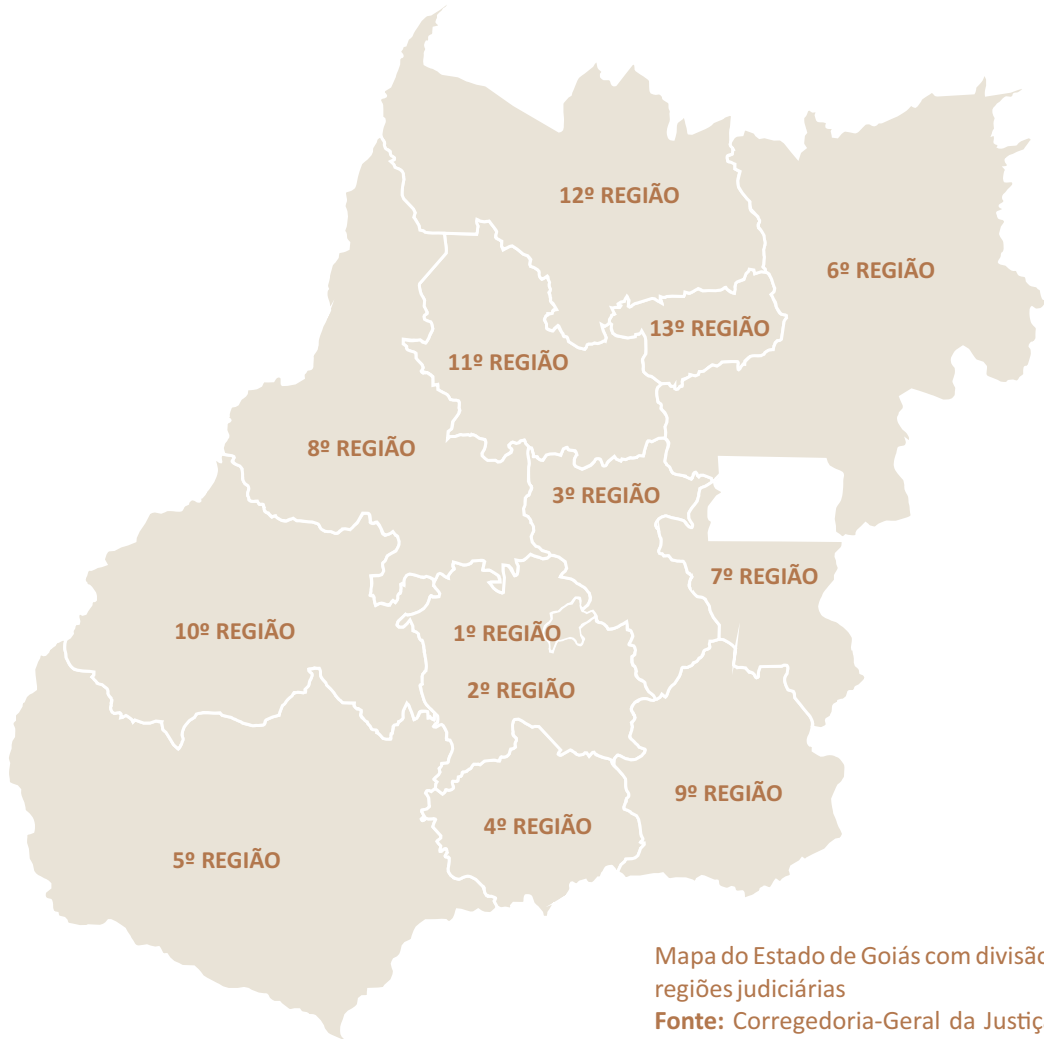 12º REGIÃO
6º REGIÃO
13º REGIÃO
11º REGIÃO
8º REGIÃO
3º REGIÃO
7º REGIÃO
10º REGIÃO
1º REGIÃO
2º REGIÃO
9º REGIÃO
4º REGIÃO
5º REGIÃO
Mapa do Estado de Goiás com divisão
regiões judiciárias
Fonte: Corregedoria-Geral da Justiça